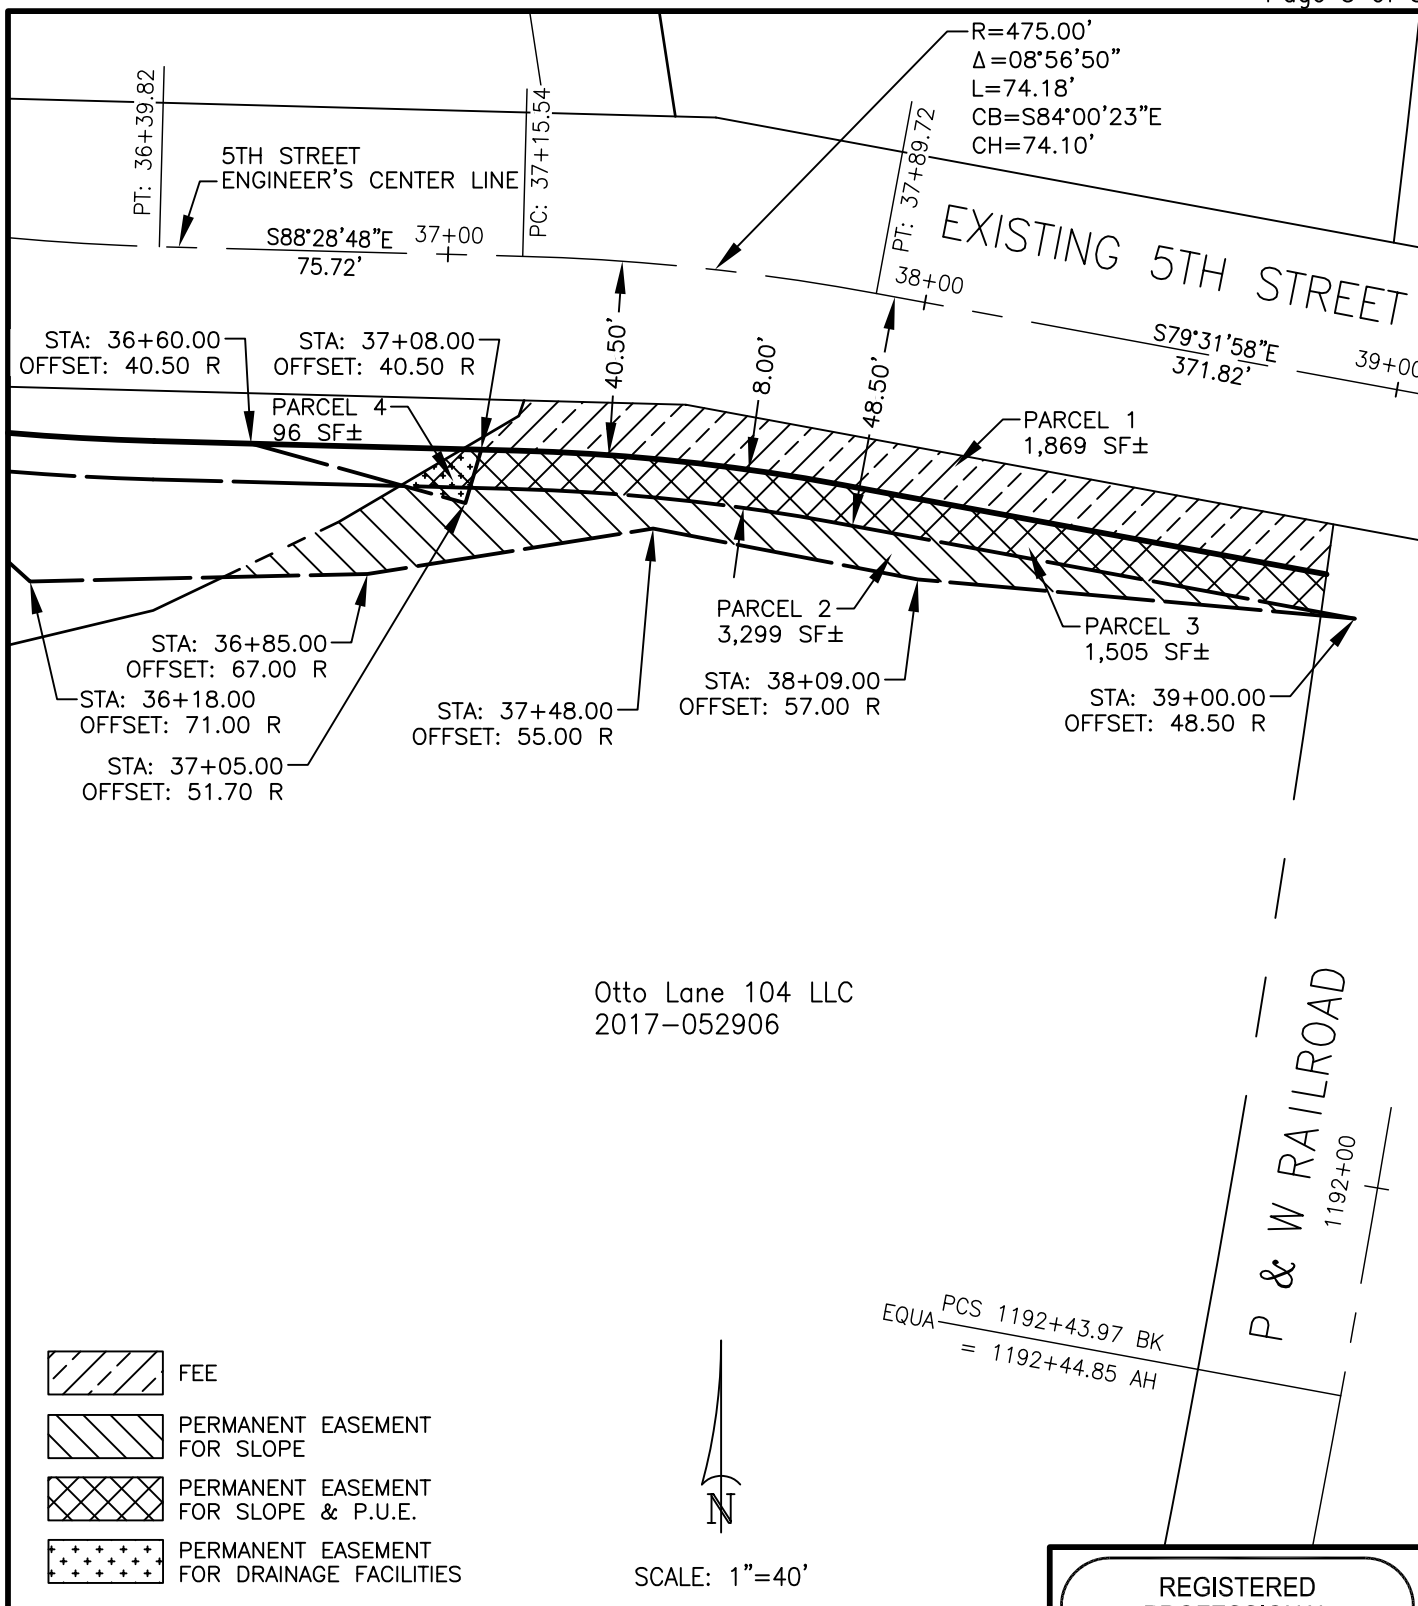 R=475.00'
Δ=08°56'50"
L=74.18'
CB=S84°00'23"E
CH=74.10'
PT: 36+39.82
PC: 37+15.54
PT: 37+89.72
5TH STREET
ENGINEER'S CENTER LINE
S88°28'48"E
75.72'
37+00
EXISTING 5TH STREET
38+00
S79°31'58"E
371.82'
39+00
STA: 36+60.00
OFFSET: 40.50 R
STA: 37+08.00
OFFSET: 40.50 R
40.50'
8.00'
48.50'
PARCEL 4
96 SF±
PARCEL 1
1,869 SF±
PARCEL 2
3,299 SF±
PARCEL 3
1,505 SF±
STA: 36+85.00
OFFSET: 67.00 R
STA: 36+18.00
OFFSET: 71.00 R
STA: 37+05.00
OFFSET: 51.70 R
STA: 37+48.00
OFFSET: 55.00 R
STA: 38+09.00
OFFSET: 57.00 R
STA: 39+00.00
OFFSET: 48.50 R
Otto Lane 104 LLC
2017-052906
P & W RAILROAD
1192+00
EQUA PCS 1192+43.97 BK
= 1192+44.85 AH
FEE
PERMANENT EASEMENT
FOR SLOPE
PERMANENT EASEMENT
FOR SLOPE & P.U.E.
PERMANENT EASEMENT
FOR DRAINAGE FACILITIES
N
SCALE: 1"=40'
REGISTERED